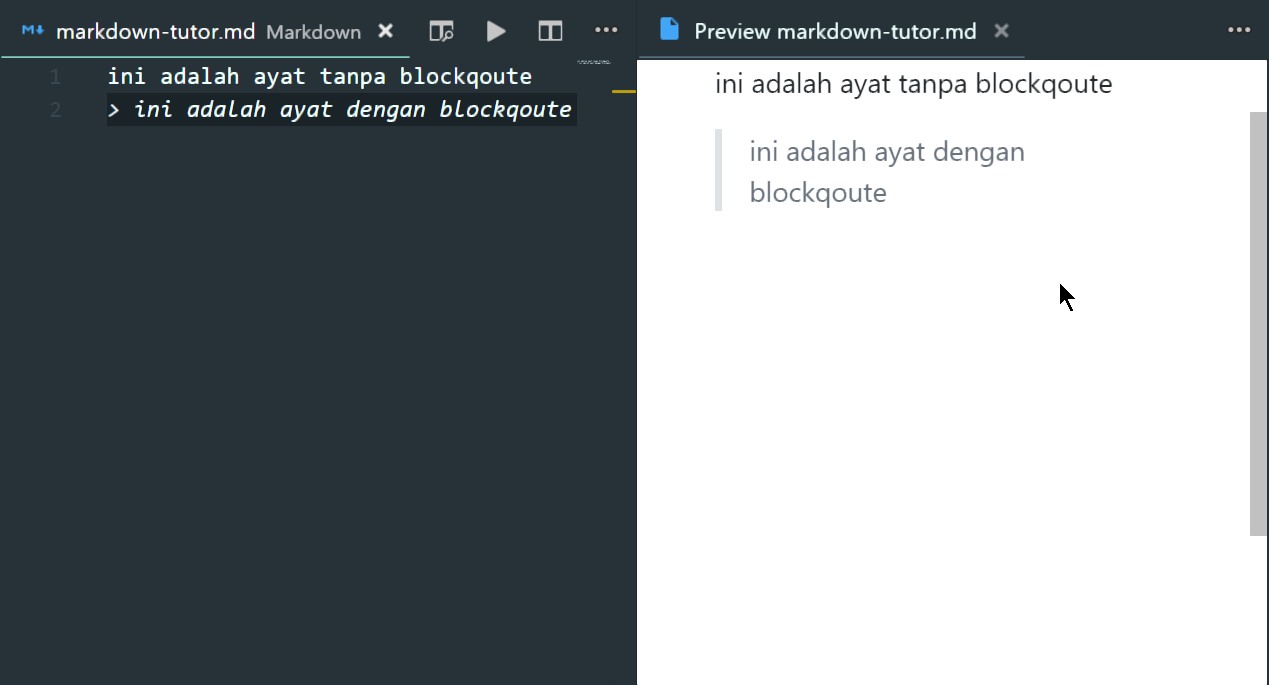 markdown-tutor.md Markdown
Preview markdown-tutor.md
1 ini adalah ayat tanpa blockqoute
2 > ini adalah ayat dengan blockqoute
ini adalah ayat tanpa blockqoute
ini adalah ayat dengan
blockqoute